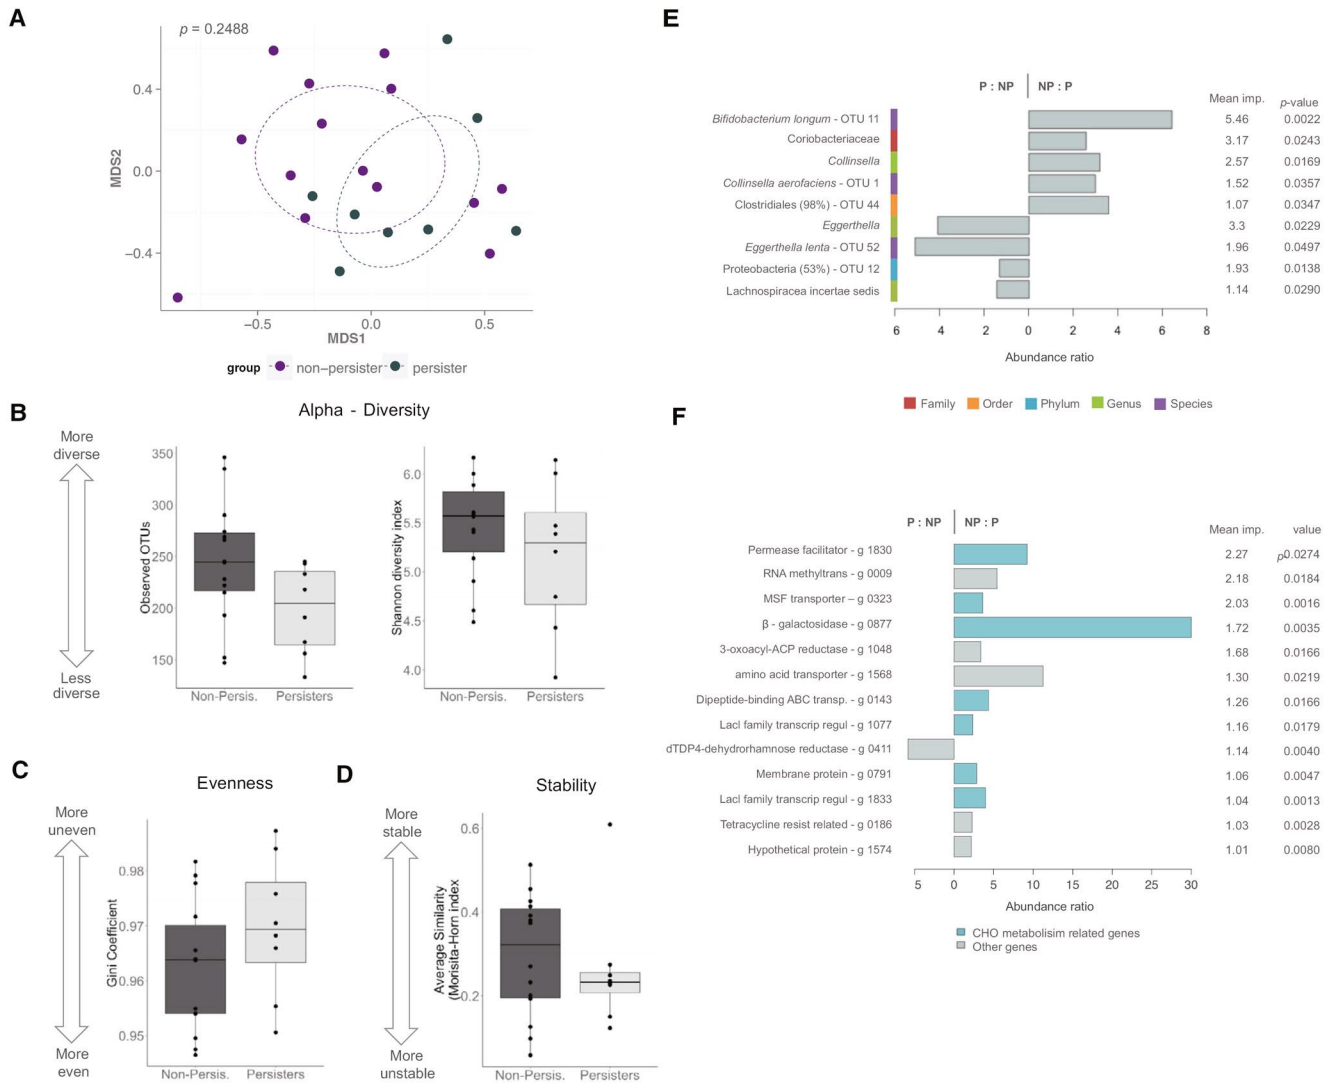 A
p = 0.2488
0.4
0.0
−0.4
MDS2
−0.5
0.0
0.5
MDS1
group
non−persister
persister
B
Alpha - Diversity
More
diverse
Less
diverse
Observed OTUs
350
300
250
200
150
Non-Persis.
Persisters
Shannon diversity index
6.0
5.5
5.0
4.5
4.0
Non-Persis.
Persisters
C
Evenness
More
uneven
More
even
Gini Coefficient
0.98
0.97
0.96
0.95
Non-Persis.
Persisters
D
Stability
More
stable
More
unstable
Average Similarity
(Morisita-Horn index
0.6
0.4
0.2
Non-Persis.
Persisters
E
P : NP
NP : P
Mean imp.
p-value
Bifidobacterium longum - OTU 11 5.46 0.0022
Coriobacteriaceae 3.17 0.0243
Collinsella 2.57 0.0169
Collinsella aerofaciens - OTU 1 1.52 0.0357
Clostridiales (98%) - OTU 44 1.07 0.0347
Eggerthella 3.3 0.0229
Eggerthella lenta - OTU 52 1.96 0.0497
Proteobacteria (53%) - OTU 12 1.93 0.0138
Lachnospiracea incertae sedis 1.14 0.0290
6 4 2 0 2 4 6 8
Abundance ratio
Family Order Phylum Genus Species
F
P : NP
NP : P
Mean imp.
value
Permease facilitator - g 1830 2.27 p0.0274
RNA methyltrans - g 0009 2.18 0.0184
MSF transporter – g 0323 2.03 0.0016
β - galactosidase - g 0877 1.72 0.0035
3-oxoacyl-ACP reductase - g 1048 1.68 0.0166
amino acid transporter - g 1568 1.30 0.0219
Dipeptide-binding ABC transp. - g 0143 1.26 0.0166
Lacl family transcrip regul - g 1077 1.16 0.0179
dTDP4-dehydrorhamnose reductase - g 0411 1.14 0.0040
Membrane protein - g 0791 1.06 0.0047
Lacl family transcrip regul - g 1833 1.04 0.0013
Tetracycline resist related - g 0186 1.03 0.0028
Hypothetical protein - g 1574 1.01 0.0080
5 0 5 10 15 20 25 30
Abundance ratio
CHO metabolisim related genes
Other genes